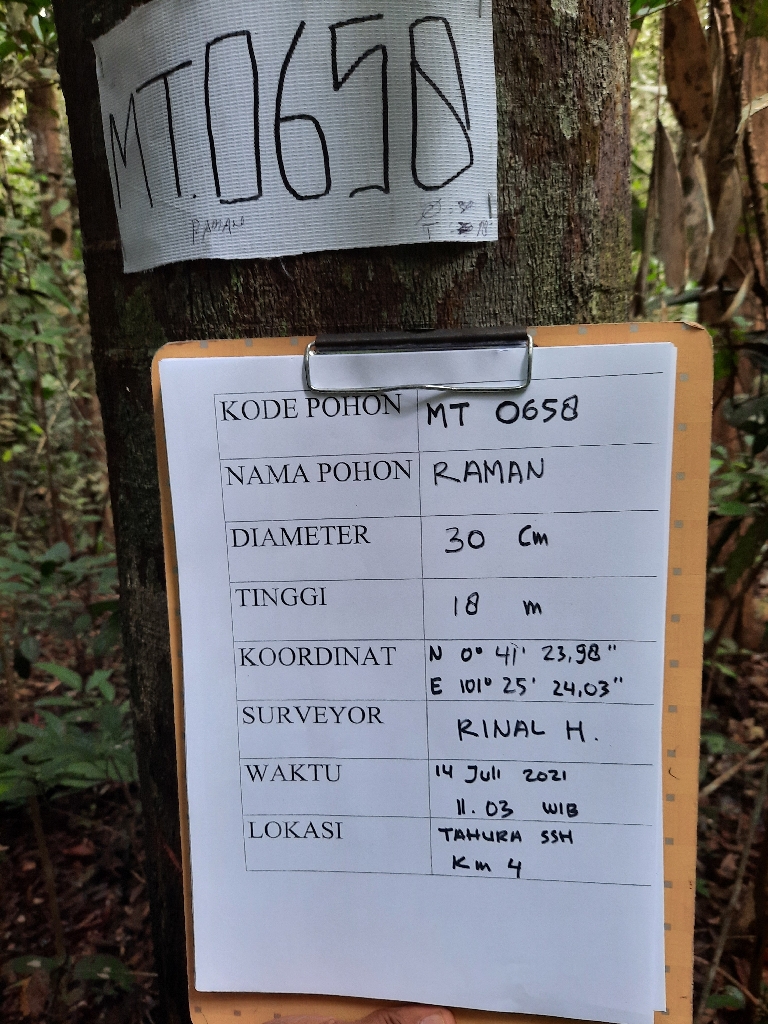 MT.0658
RAMAN
KODE POHON MT 0658
NAMA POHON RAMAN
DIAMETER 30 Cm
TINGGI 18 m
KOORDINAT N 0° 41' 23,98"
E 101° 25' 24,03"
SURVEYOR RINAL H.
WAKTU 14 Juli 2021
11.03 WIB
LOKASI TAHURA SSH
Km 4